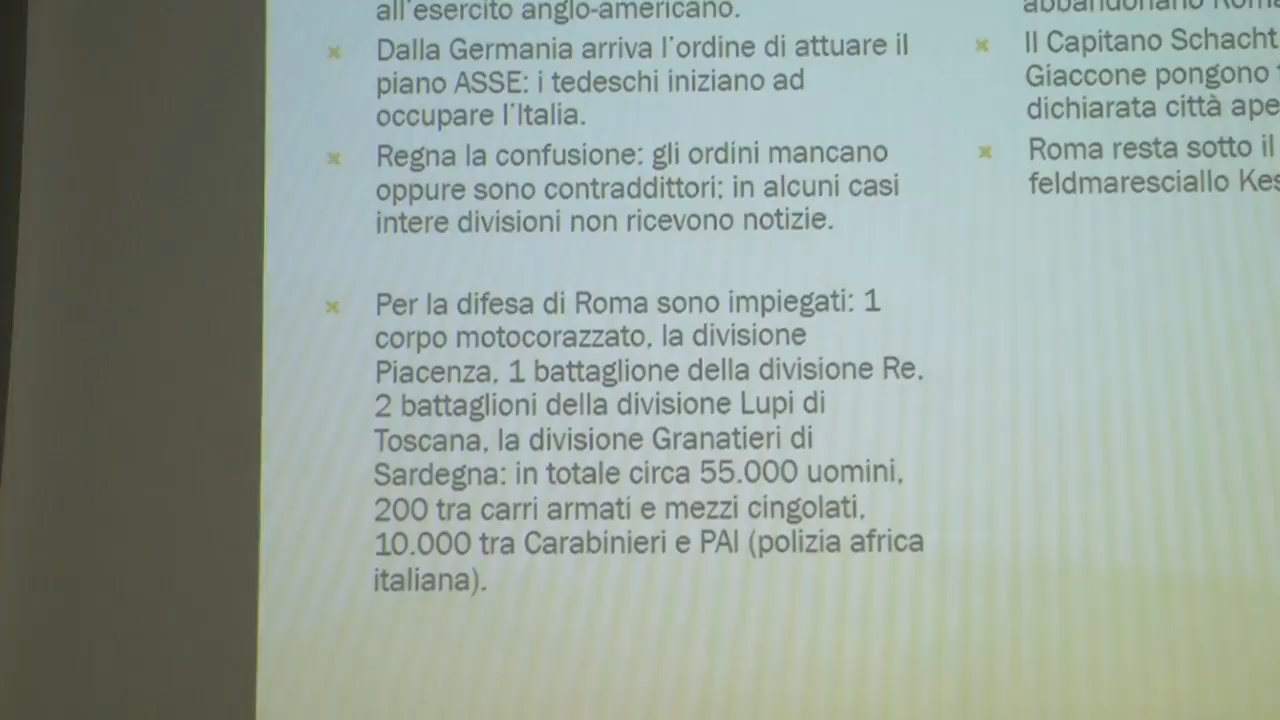 all'esercito anglo-americano.
Dalla Germania arriva l'ordine di attuare il
piano ASSE: i tedeschi iniziano ad
occupare l'Italia.
Regna la confusione: gli ordini mancano
oppure sono contraddittori; in alcuni casi
intere divisioni non ricevono notizie.
Per la difesa di Roma sono impiegati: 1
corpo motocorazzato, la divisione
Piacenza, 1 battaglione della divisione Re,
2 battaglioni della divisione Lupi di
Toscana, la divisione Granatieri di
Sardegna: in totale circa 55.000 uomini,
200 tra carri armati e mezzi cingolati,
10.000 tra Carabinieri e PAI (polizia africa
italiana).
abbandonano Roma
Il Capitano Schacht
Giaccone pongono
dichiarata città
Roma resta sotto il
feldmaresciallo